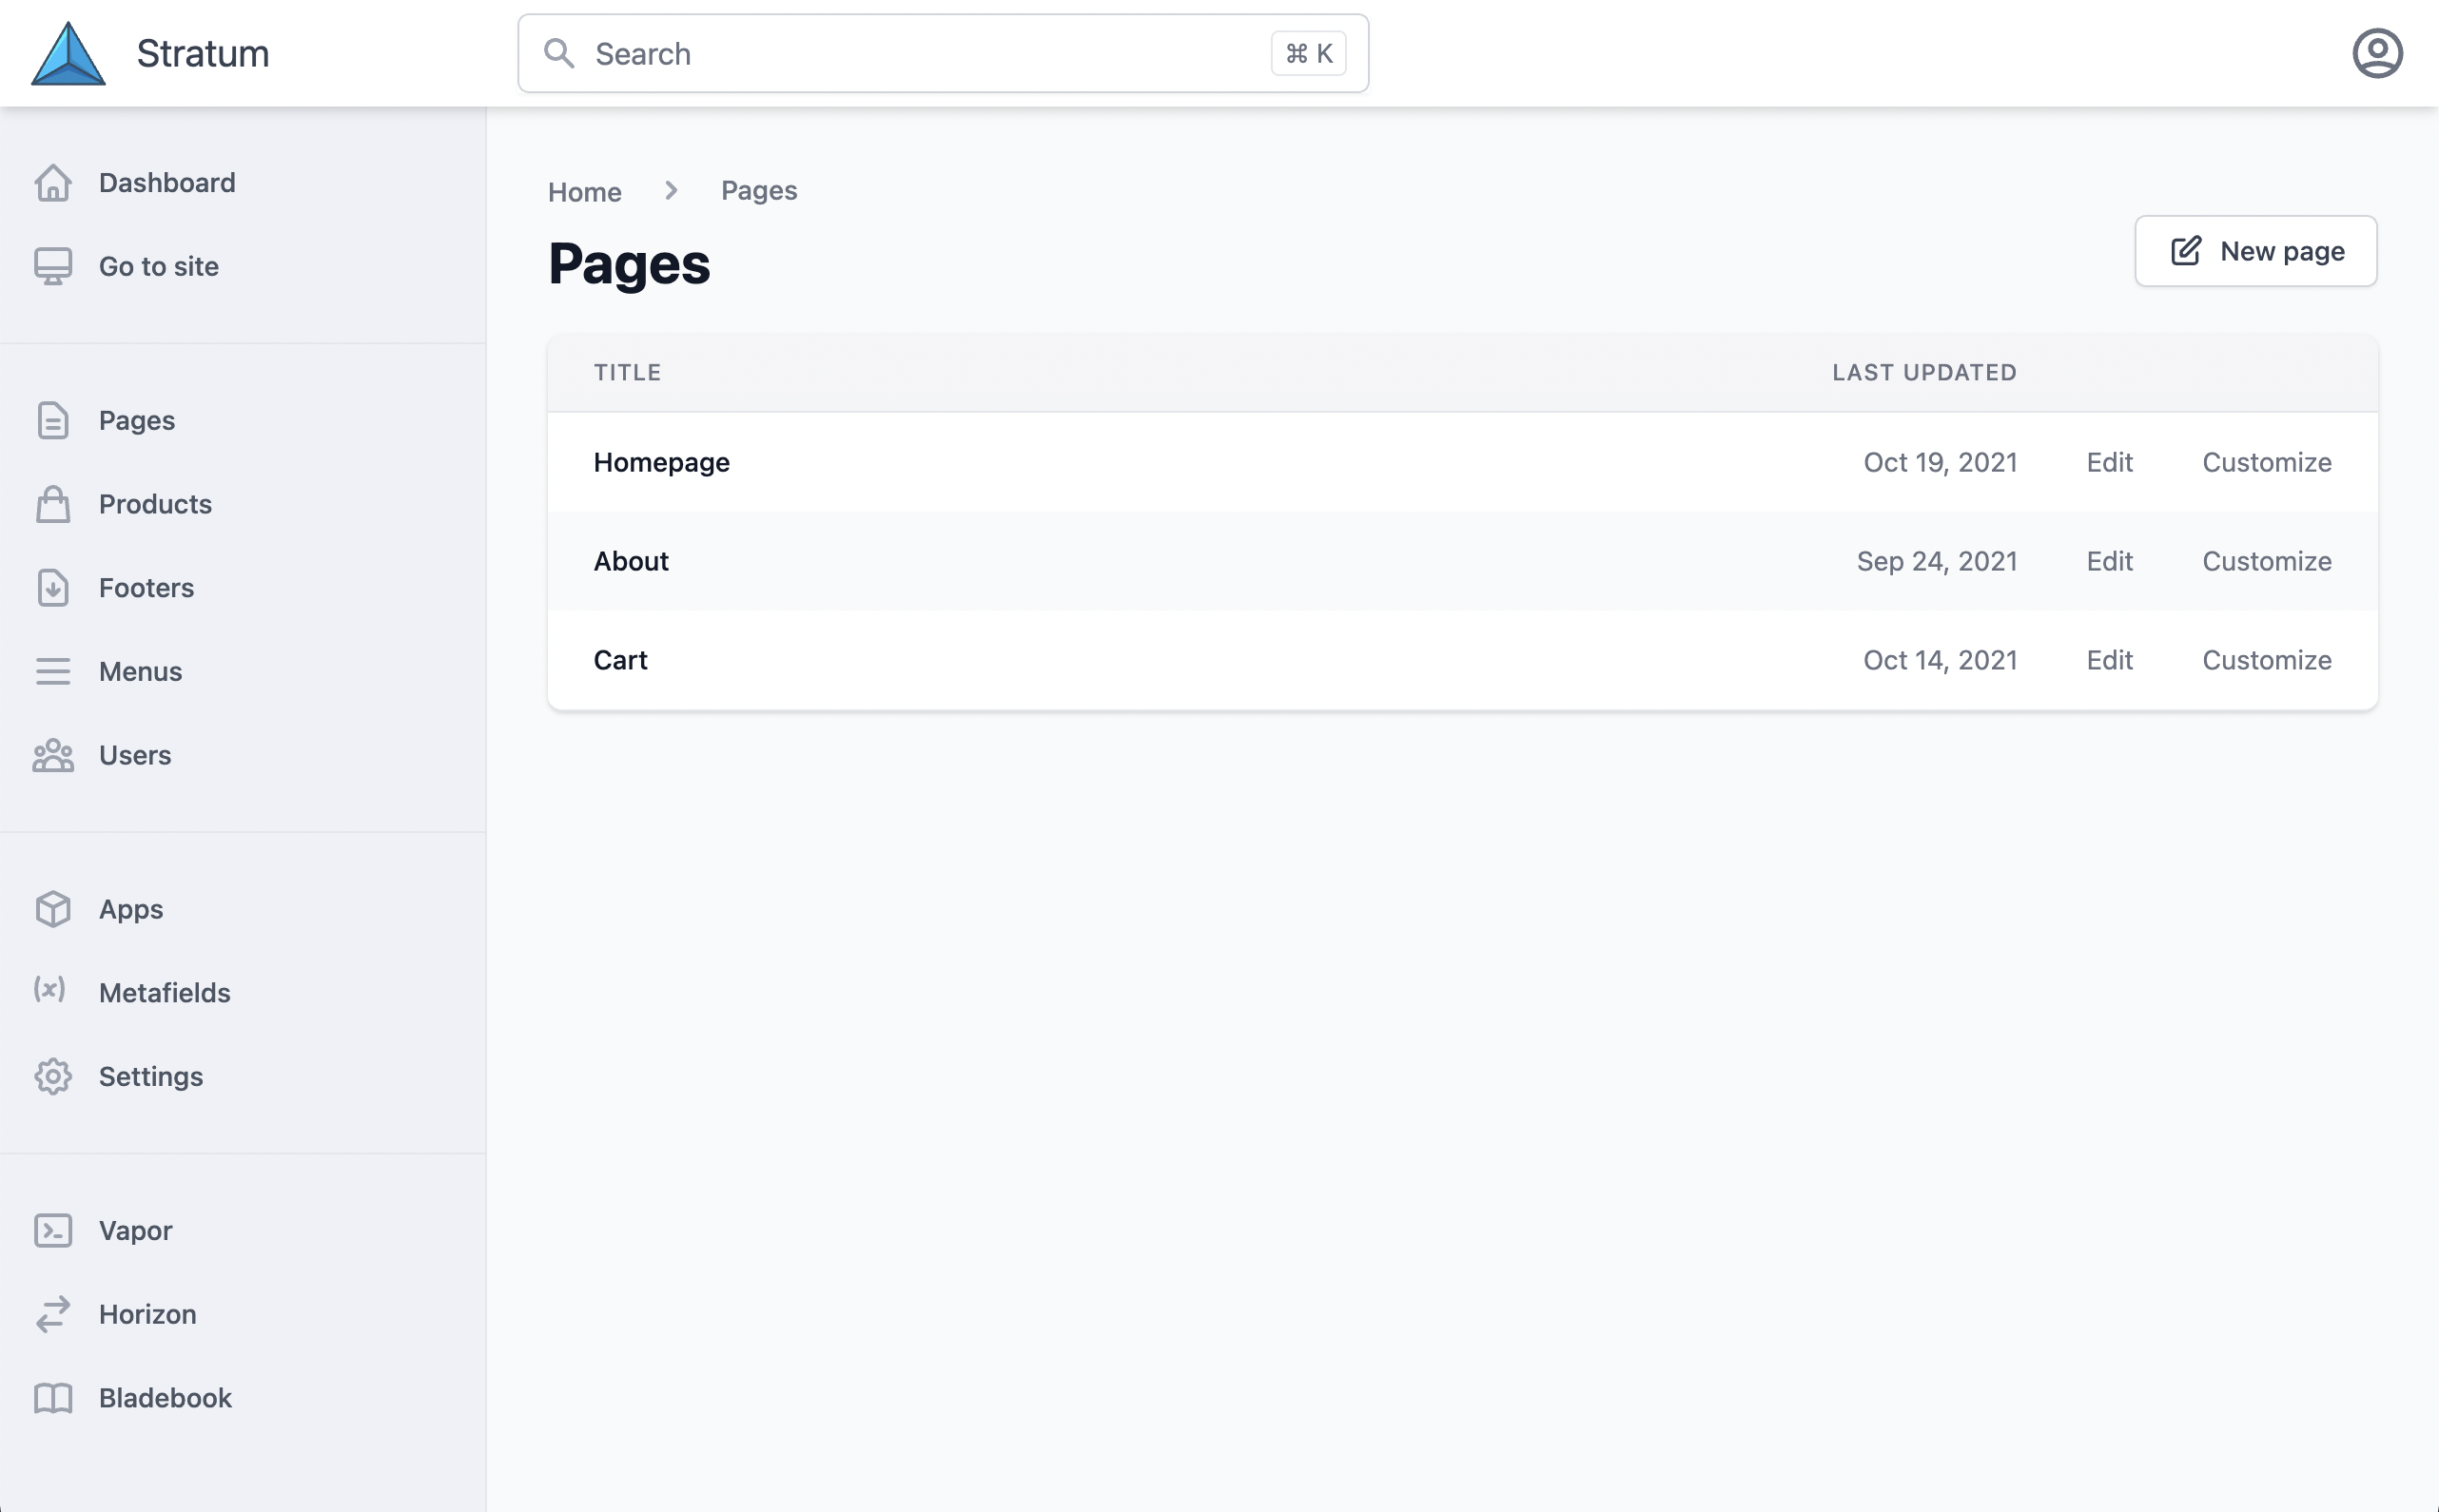 Stratum
Search
⌘ K
Dashboard
Go to site
Pages
Products
Footers
Menus
Users
Apps
(x) Metafields
Settings
Vapor
Horizon
Bladebook
Home > Pages
Pages
New page
TITLE LAST UPDATED
Homepage Oct 19, 2021 Edit Customize
About Sep 24, 2021 Edit Customize
Cart Oct 14, 2021 Edit Customize